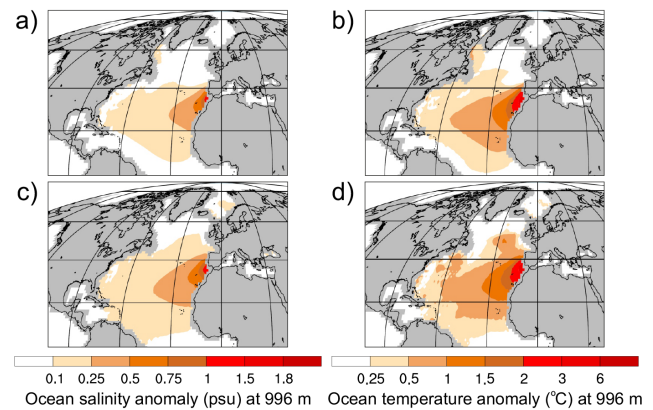 a) b)
c) d)
0.1 0.25 0.5 0.75 1 1.5 1.8 0.25 0.5 1 1.5 2 3 6
Ocean salinity anomaly (psu) at 996 m Ocean temperature anomaly (°C) at 996 m